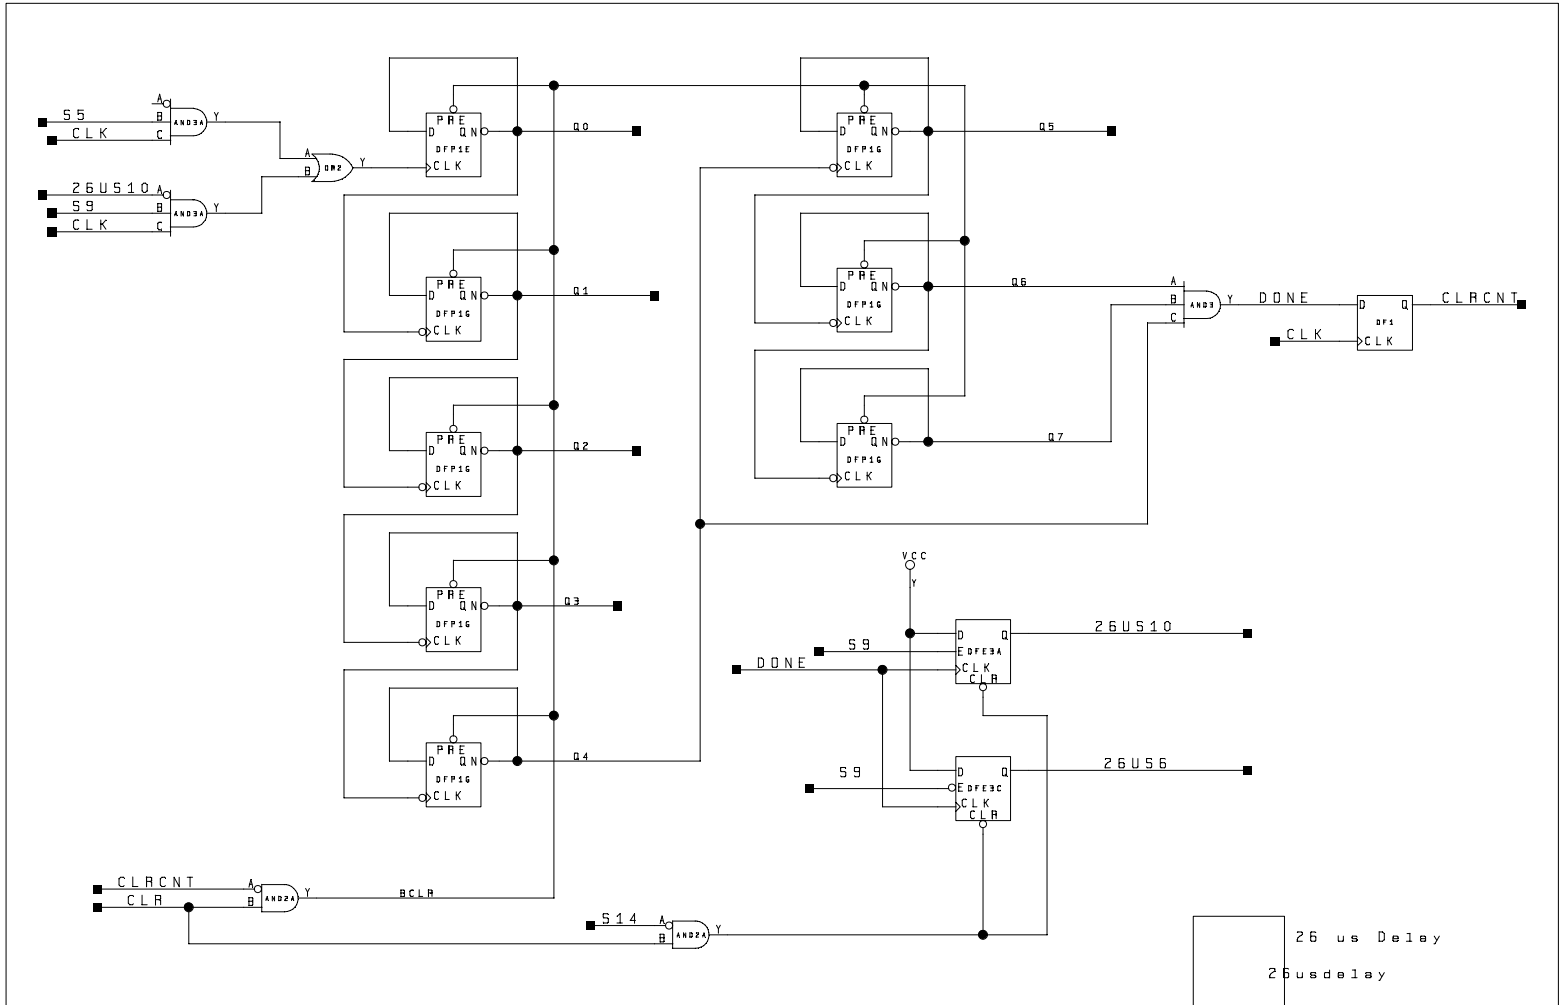 A
S5 B AND3A Y
CLK C
26US10 A
S9 B AND3A Y
CLK C
A
B OR2 Y
PRE
D QN Q0
DFP1E
CLK
PRE
D QN Q1
DFP1G
CLK
PRE
D QN Q2
DFP1G
CLK
PRE
D QN Q3
DFP1G
CLK
PRE
D QN Q4
DFP1G
CLK
PRE
D QN Q5
DFP1G
CLK
PRE
D QN Q6
DFP1G
CLK
PRE
D QN Q7
DFP1G
CLK
A
B AND3 Y DONE
C
D Q CLRCNT
DF1
CLK CLK
VCC
Y
D Q 26US10
S9 E DFE3A
DONE CLK
CLR
D Q 26US6
S9 E DFE3C
CLK
CLR
CLRCNT A
CLR B AND2A Y BCLR
S14 A
B AND2A Y
26 us Delay
26usdelay